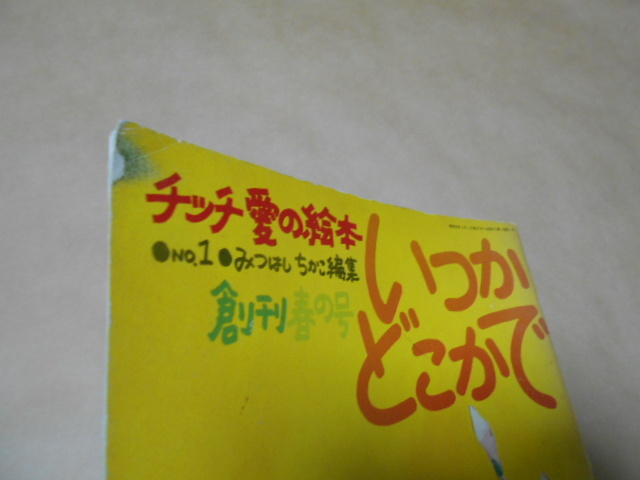 チッチ愛の絵本
●NO.1●みつはしちかこ編集
創刊春の号
いつか
どこかで